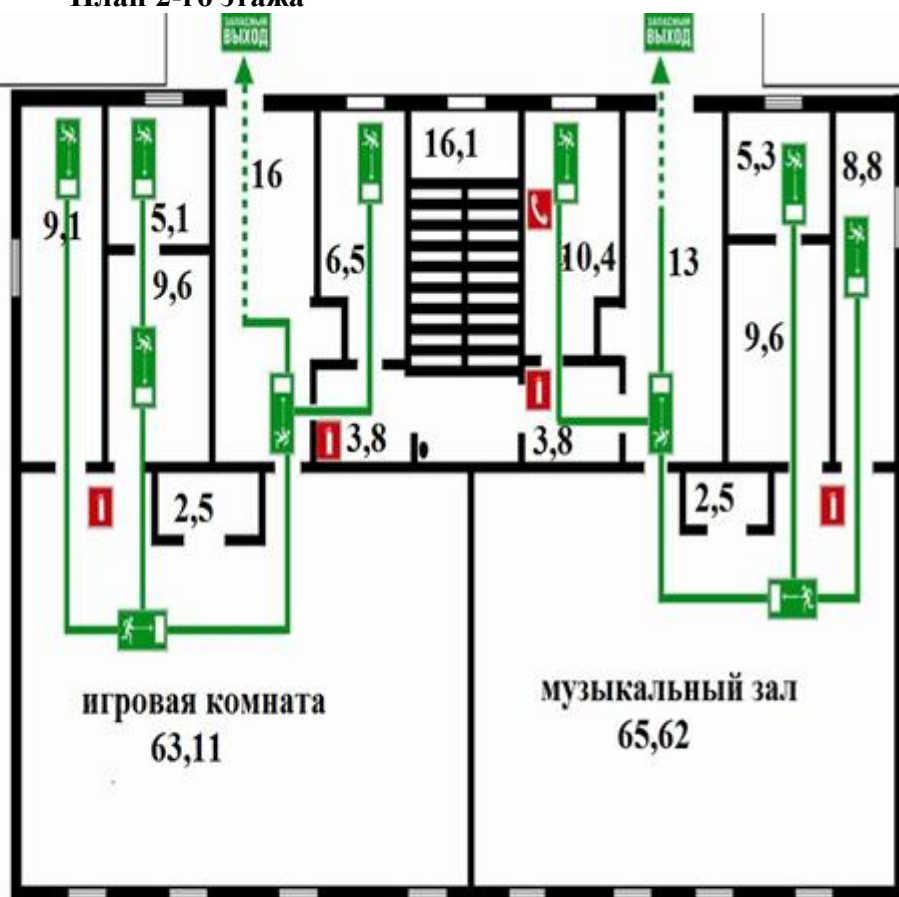 План 2-го этажа
ЗАПАСНЫЙ
ВЫХОД
ЗАПАСНЫЙ
ВЫХОД
16,1
5,3
8,8
16
9,1
5,1
6,5
10,4
13
9,6
9,6
3,8
3,8
2,5
2,5
игровая комната
63,11
музыкальный зал
65,62